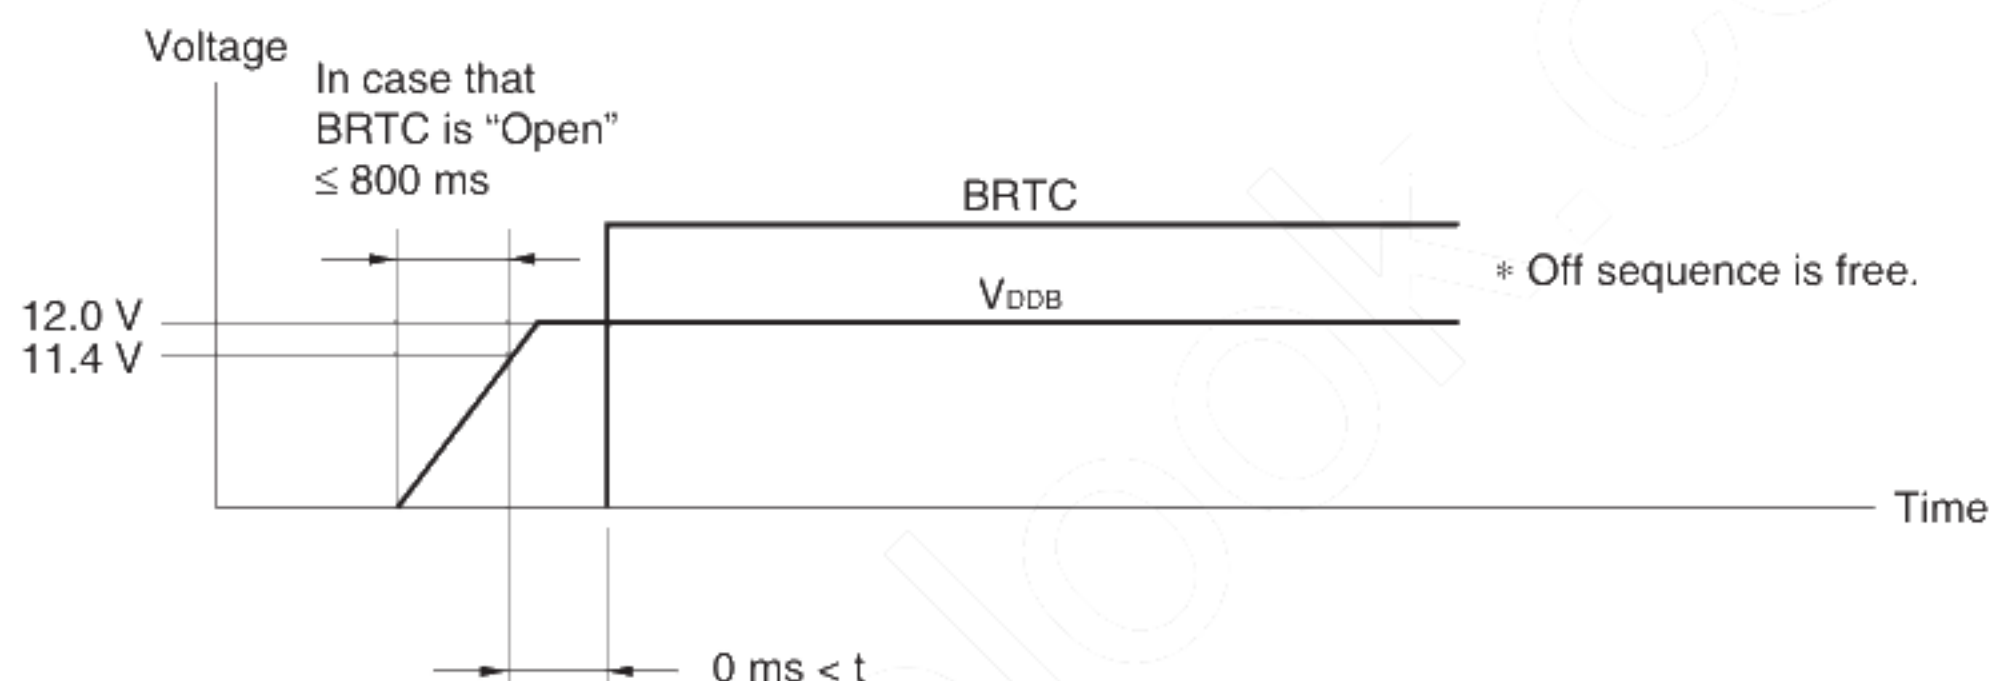 Voltage
In case that
BRTC is “Open”
≤ 800 ms
BRTC
* Off sequence is free.
VDDB
12.0 V
11.4 V
Time
0 ms < t